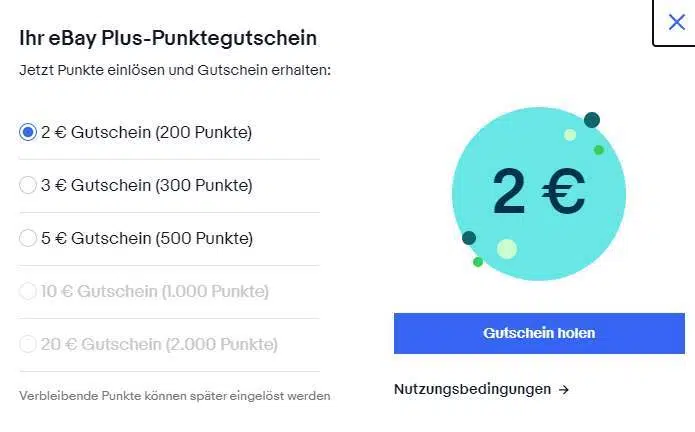 Ihr eBay Plus-Punktegutschein
Jetzt Punkte einlösen und Gutschein erhalten:
2 € Gutschein (200 Punkte)
3 € Gutschein (300 Punkte)
5 € Gutschein (500 Punkte)
10 € Gutschein (1.000 Punkte)
20 € Gutschein (2.000 Punkte)
Verbleibende Punkte können später eingelöst werden
2 €
Gutschein holen
Nutzungsbedingungen →